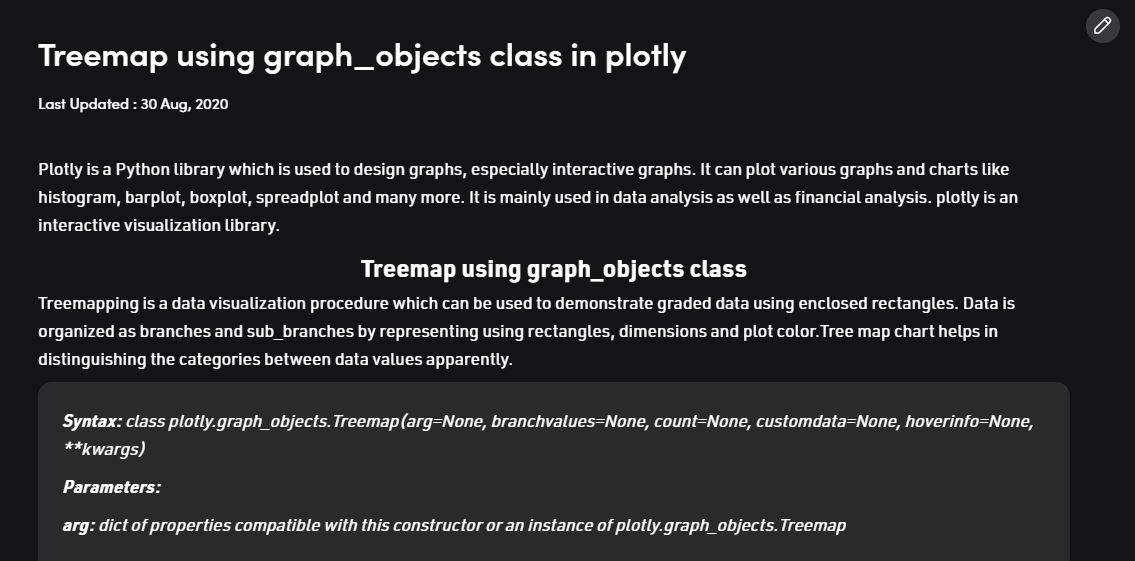 Treemap using graph_objects class in plotly
Last Updated : 30 Aug, 2020
Plotly is a Python library which is used to design graphs, especially interactive graphs. It can plot various graphs and charts like
histogram, barplot, boxplot, spreadplot and many more. It is mainly used in data analysis as well as financial analysis. plotly is an
interactive visualization library.
Treemap using graph_objects class
Treemapping is a data visualization procedure which can be used to demonstrate graded data using enclosed rectangles. Data is
organized as branches and sub_branches by representing using rectangles, dimensions and plot color.Tree map chart helps in
distinguishing the categories between data values apparently.
Syntax: class plotly.graph_objects.Treemap(arg=None, branchvalues=None, count=None, customdata=None, hoverinfo=None,
**kwargs)
Parameters:
arg: dict of properties compatible with this constructor or an instance of plotly.graph_objects.Treemap